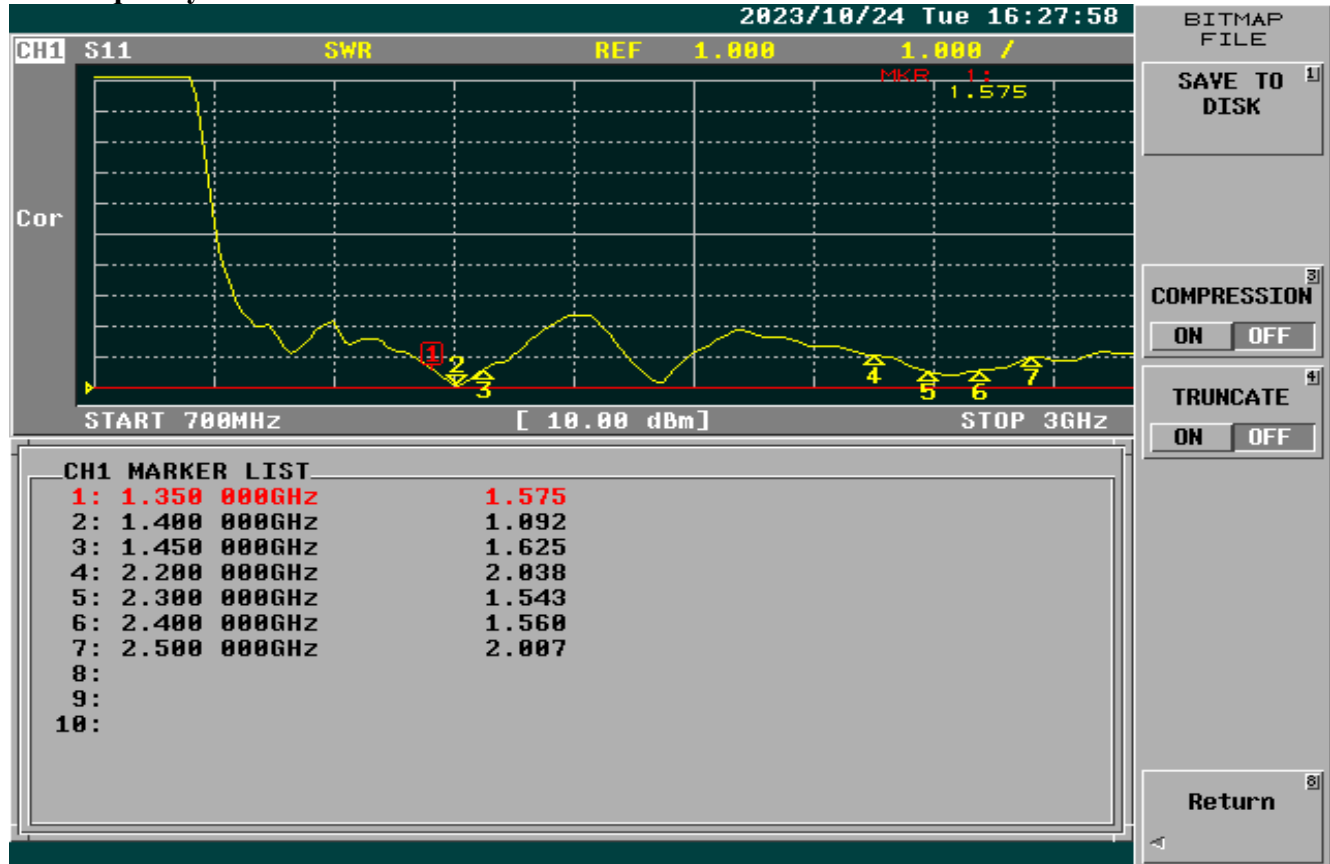 2023/10/24 Tue 16:27:58
CH1 S11 SWR REF 1.000 1.000 /
MKR 1:
1.575
Cor
1
2
3
4
5
6
7
START 700MHz [ 10.00 dBm] STOP 3GHz
CH1 MARKER LIST
1: 1.350 000GHz 1.575
2: 1.400 000GHz 1.092
3: 1.450 000GHz 1.625
4: 2.200 000GHz 2.038
5: 2.300 000GHz 1.543
6: 2.400 000GHz 1.560
7: 2.500 000GHz 2.007
8:
9:
10:
BITMAP
FILE
SAVE TO 1
DISK
3
COMPRESSION
ON OFF
4
TRUNCATE
ON OFF
8
Return